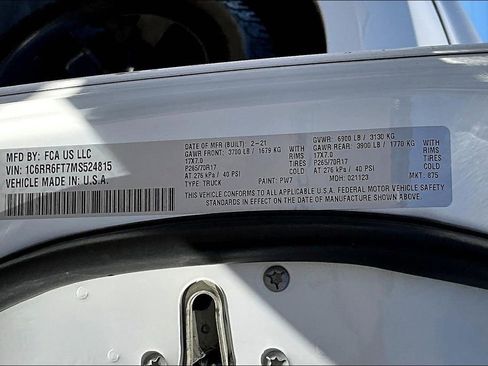 MFD BY: FCA US LLC
VIN: 1C6RR6FT7MS524815
VEHICLE MADE IN U.S.A.
DATE OF MFR (BUILT): 2-21
GAWR FRONT: 3700 LB / 1679 KG WITH
17X7.0 RIMS
P265/70R17 TIRES
AT 276 kPa / 40 PSI COLD
TYPE: TRUCK PAINT: PW7
GVWR: 6900 LB / 3130 KG
GAWR REAR: 3900 LB / 1770 KG WITH
17X7.0 RIMS
P265/70R17 TIRES
AT 276 kPa / 40 PSI COLD
MDH: 021123 MKT: 875
THIS VEHICLE CONFORMS TO ALL APPLICABLE U.S.A. FEDERAL MOTOR VEHICLE SAFETY
STANDARDS IN EFFECT ON THE DATE OF MANUFACTURE SHOWN ABOVE.